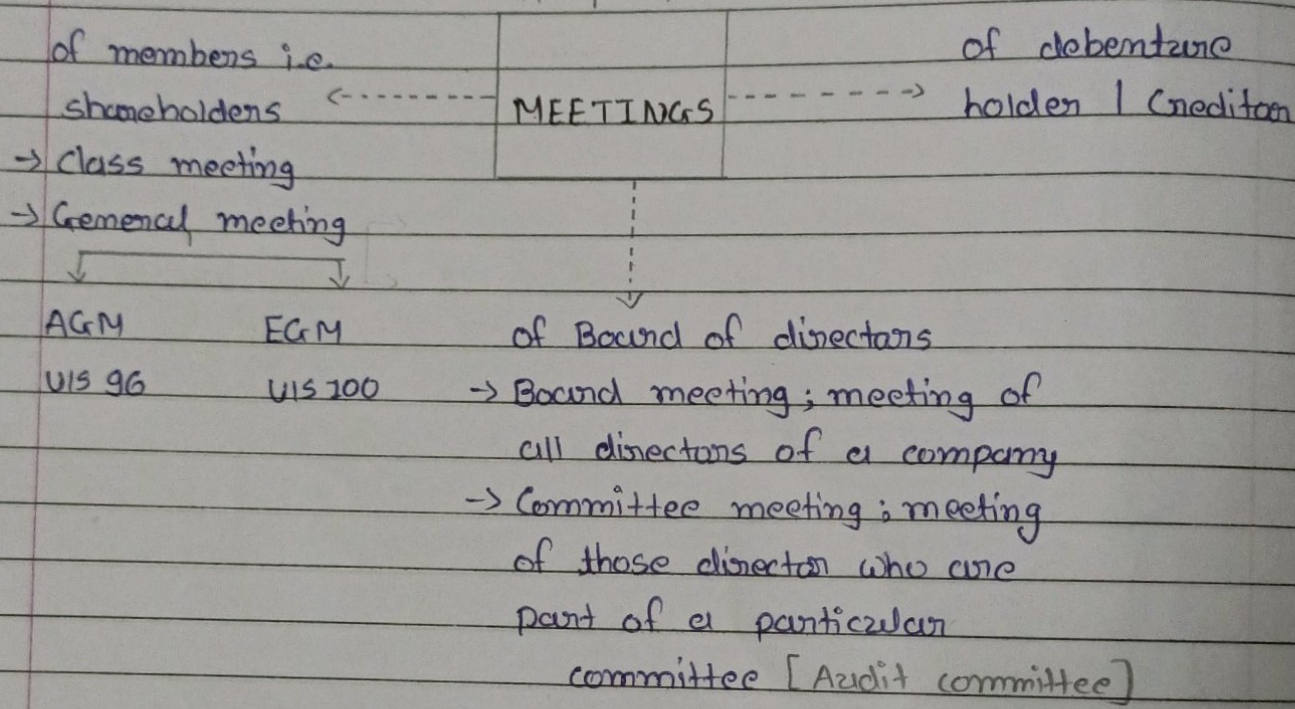 of members i.e.
shareholders
→ Class meeting
→ General meeting
AGM EGM
U/S 96 U/S 100
MEETINGS
of debenture
holder / Creditor
of Board of directors
→ Board meeting; meeting of
all directors of a company
→ Committee meeting; meeting
of those director who are
part of a particular
committee [Audit committee]